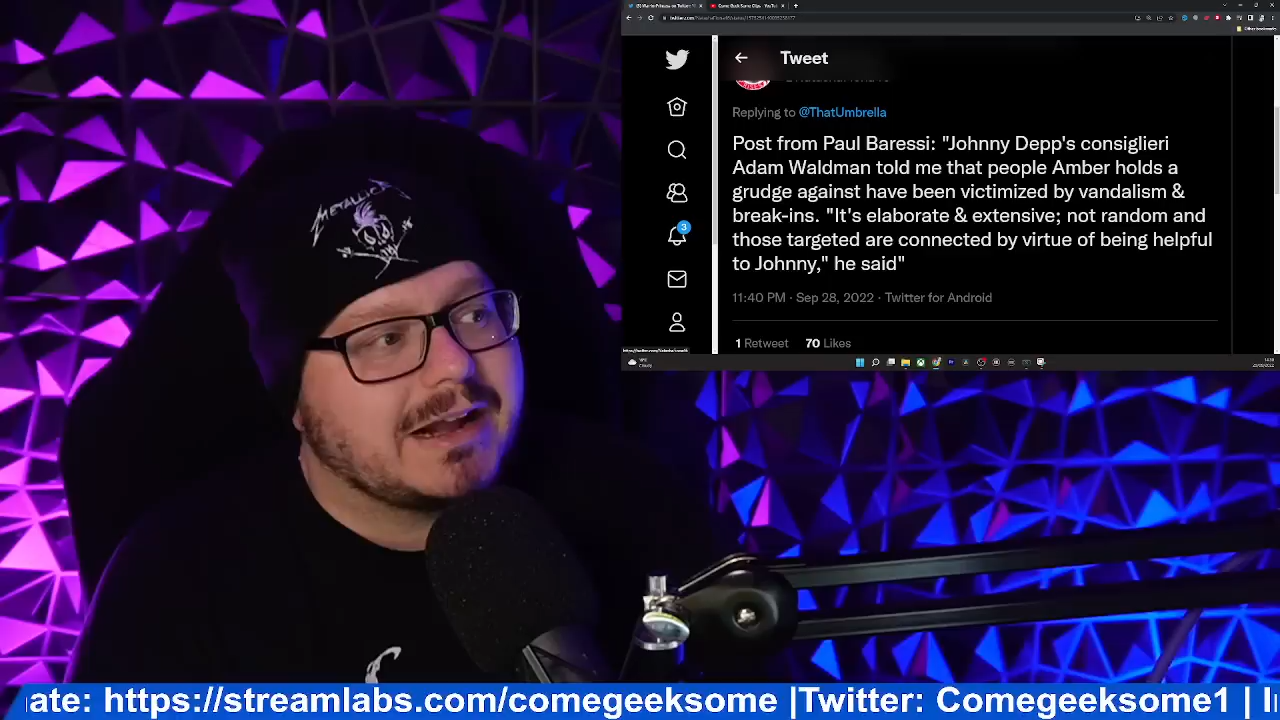 Tweet
Replying to @ThatUmbrella
Post from Paul Baressi: "Johnny Depp's consiglieri
Adam Waldman told me that people Amber holds a
grudge against have been victimized by vandalism &
break-ins. "It's elaborate & extensive; not random and
those targeted are connected by virtue of being helpful
to Johnny," he said"
11:40 PM · Sep 28, 2022 · Twitter for Android
1 Retweet 70 Likes
3
METALLICA
ate: https://streamlabs.com/comegeeksome |Twitter: Comegeeksome1 | I